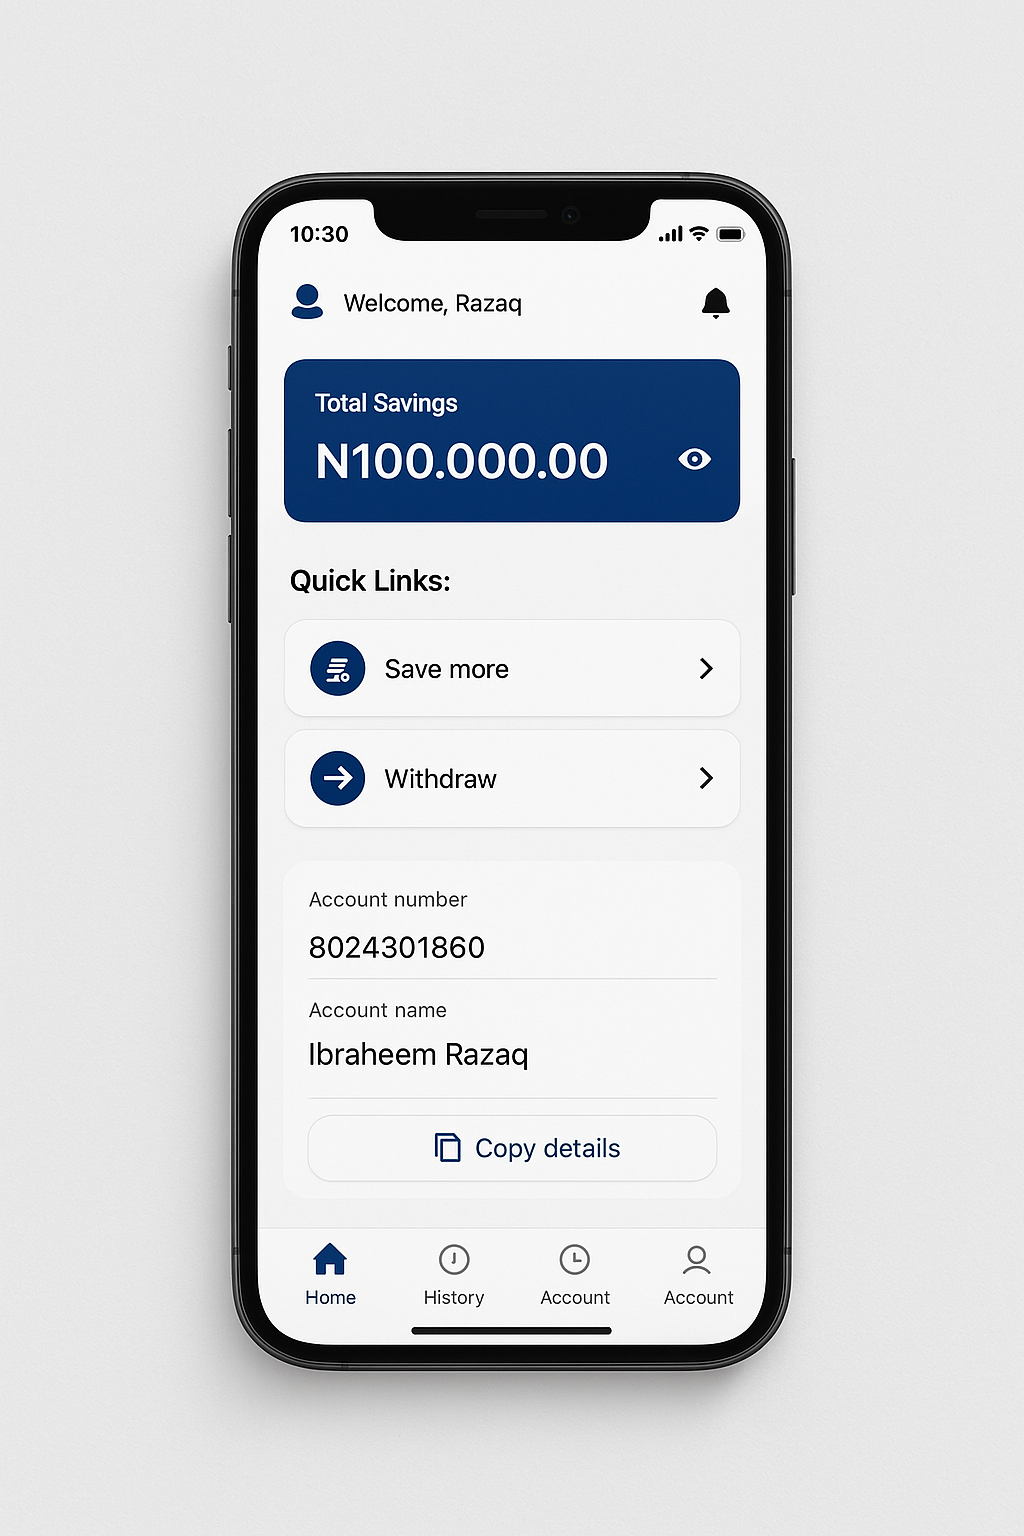 10:30
Welcome, Razaq
Total Savings
N100.000.00
Quick Links:
Save more
Withdraw
Account number
8024301860
Account name
Ibraheem Razaq
Copy details
Home
History
Account
Account